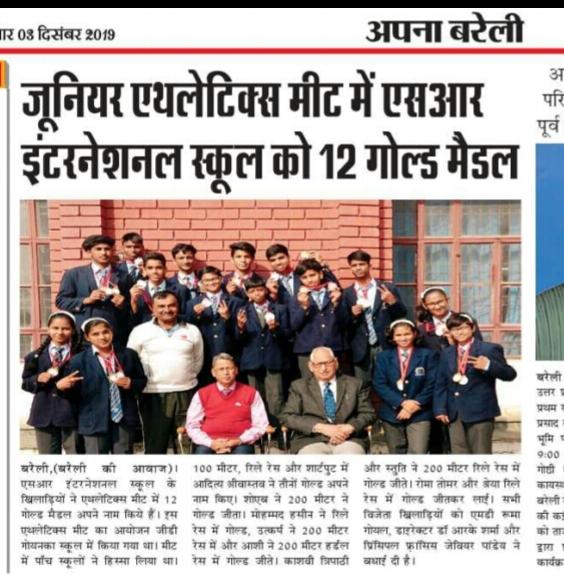 ार 03 दिसंबर 2019
अपना बरेली
जूनियर एथलेटिक्स मीट में एसआर
इंटरनेशनल स्कूल को 12 गोल्ड मैडल
बरेली,(बरेली की आवाज)।
एसआर इंटरनेशनल स्कूल के
खिलाड़ियों ने एथलेटिक्स मीट में 12
गोल्ड मैडल अपने नाम किये हैं। इस
एथलेटिक्स मीट का आयोजन जीडी
गोयनका स्कूल में किया गया था। मीट
में पाँच स्कूलों ने हिस्सा लिया था।
100 मीटर, रिले रेस और शार्टपुट में
आदित्य श्रीवास्तव ने तीनों गोल्ड अपने
नाम किए। शोएब ने 200 मीटर ने
गोल्ड जीता। मोहम्मद हसीन ने रिले
रेस में गोल्ड, उत्कर्ष ने 200 मीटर
रेस में और आशी ने 200 मीटर हर्डल
रेस में गोल्ड जीते। काशवी त्रिपाठी
और स्तुति ने 200 मीटर रिले रेस में
गोल्ड जीते। रोमा तोमर और श्रेया रिले
रेस में गोल्ड जीतकर लाई। सभी
विजेता खिलाड़ियों को एमडी रूमा
गोयल, डाइरेक्टर डॉ आरके शर्मा और
प्रिंसिपल फ्रांसिस जेवियर पांडेय ने
बधाई दी है।
अ
परि
पूर्व
बरेली
उत्तर प्र
प्रथम स
प्रसाद
भूमि प
9:00
गोष्ठी
कायस्थ
बरेली
की कई
को ता
द्वारा
कार्यक्र